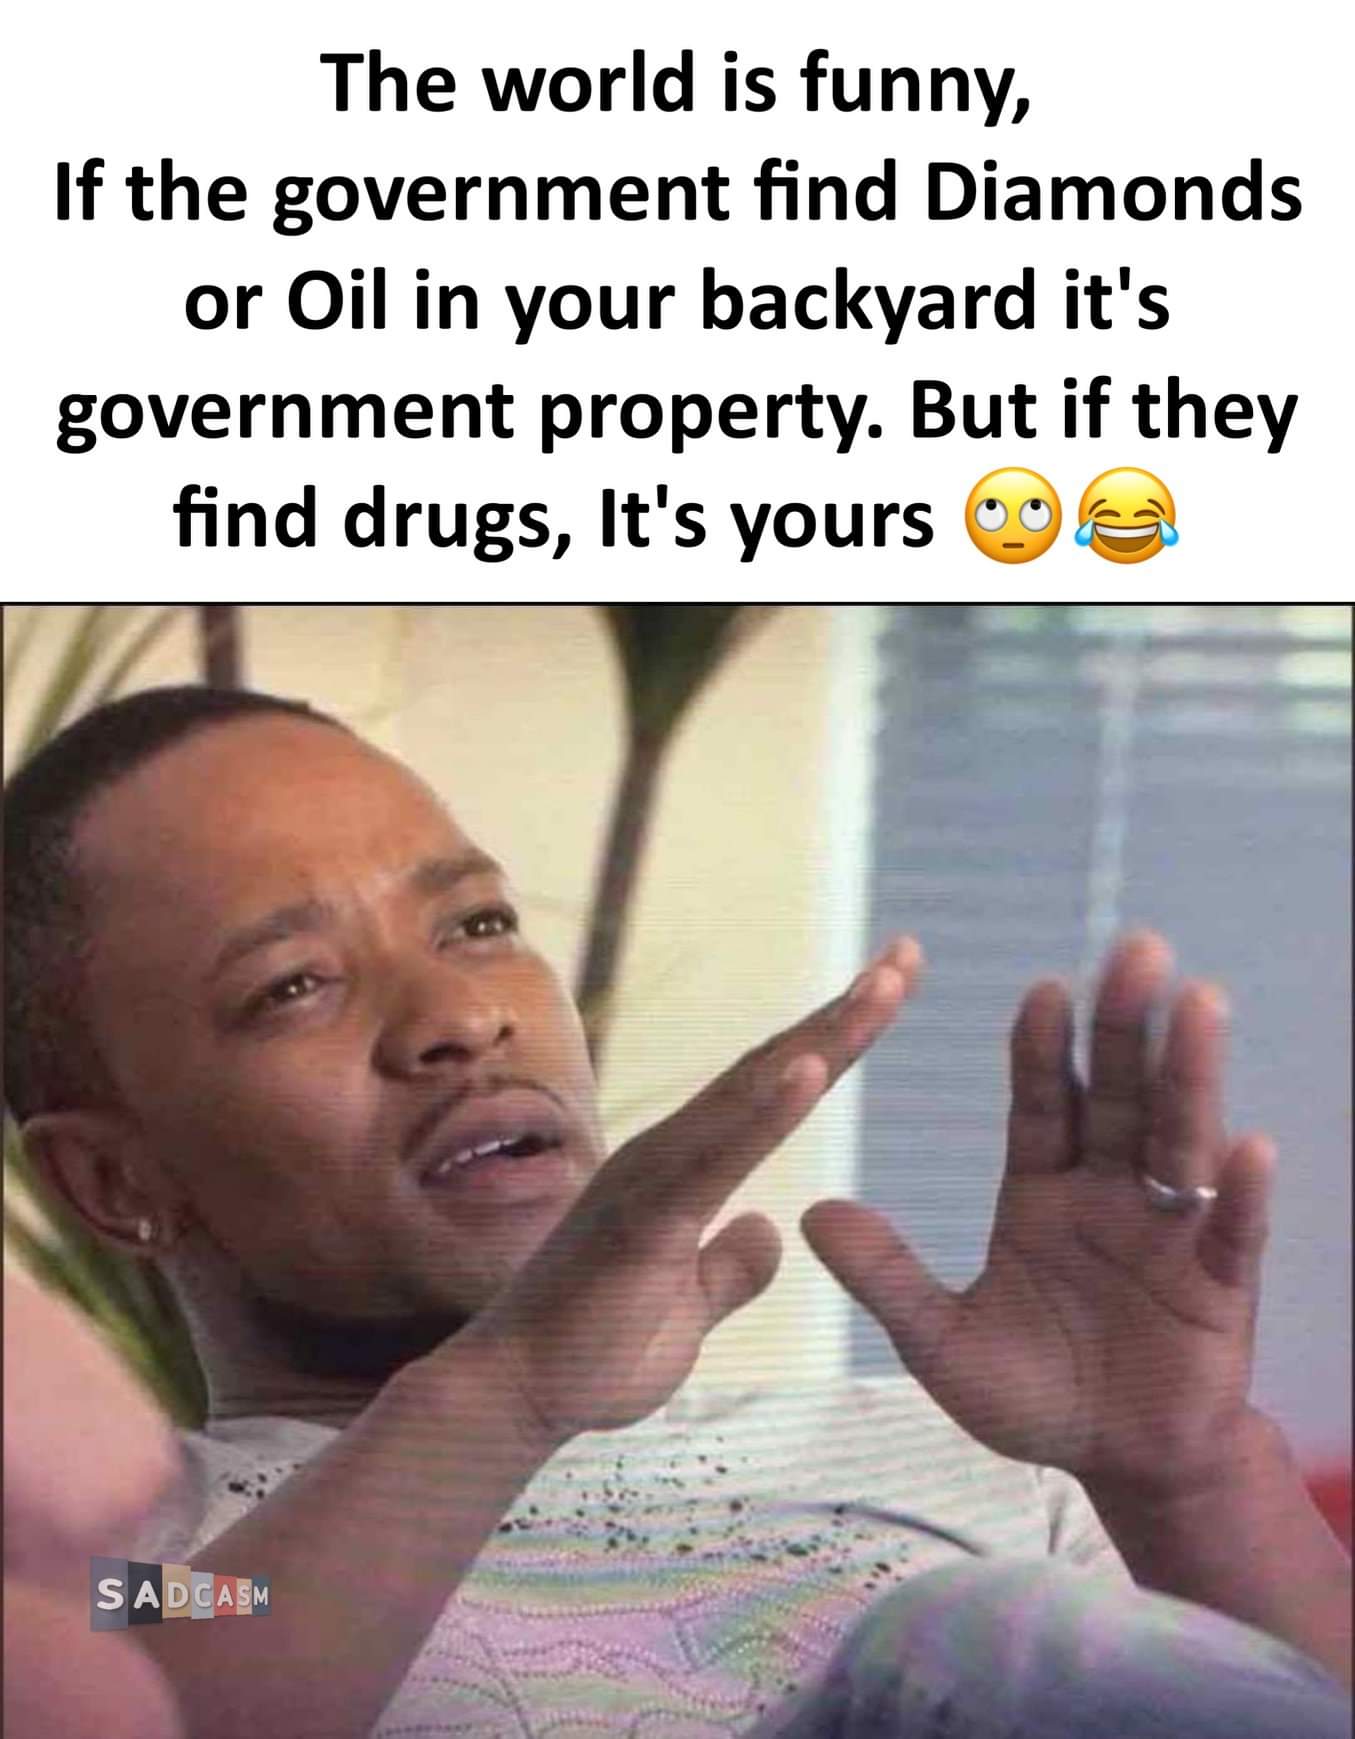 The world is funny,
If the government find Diamonds
or Oil in your backyard it's
government property. But if they
find drugs, It's yours 🙄😂
SADCASM